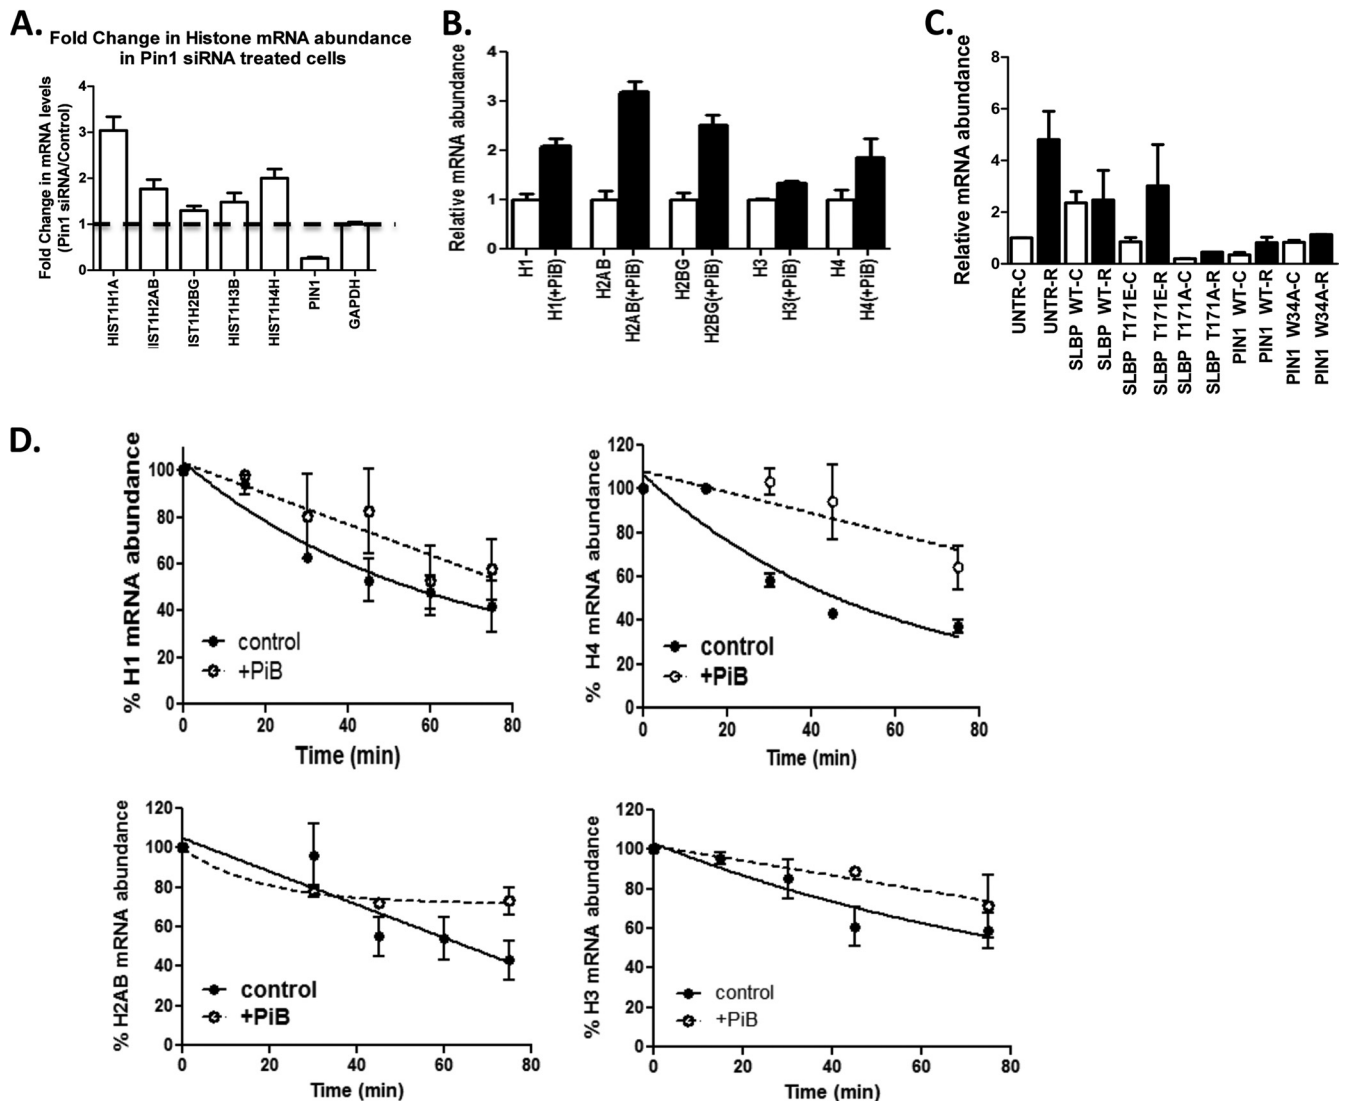 A.
Fold Change in Histone mRNA abundance
in Pin1 siRNA treated cells
Fold Change in mRNA levels
(Pin1 siRNA/Control)
4
3
2
1
0
HIST1H1A
IIST1H2AB
IST1H2BG
HIST1H3B
HIST1H4H
PIN1
GAPDH
B.
Relative mRNA abundance
4
3
2
1
0
H1
H1(+PiB)
H2AB
H2AB(+PiB)
H2BG
H2BG(+PiB)
H3
H3(+PiB)
H4
H4(+PiB)
C.
Relative mRNA abundance
8
6
4
2
0
UNTR-C
UNTR-R
SLBP WT-C
SLBP WT-R
SLBP T171E-C
SLBP T171E-R
SLBP T171A-C
SLBP T171A-R
PIN1 WT-C
PIN1 WT-R
PIN1 W34A-C
PIN1 W34A-R
D.
% H1 mRNA abundance
100
80
60
40
20
0
control
+PiB
0 20 40 60 80
Time (min)
% H4 mRNA abundance
120
100
80
60
40
20
0
control
+PiB
0 20 40 60 80
Time (min)
% H2AB mRNA abundance
120
100
80
60
40
20
0
control
+PiB
0 20 40 60 80
Time (min)
% H3 mRNA abundance
120
100
80
60
40
20
0
control
+PiB
0 20 40 60 80
Time (min)